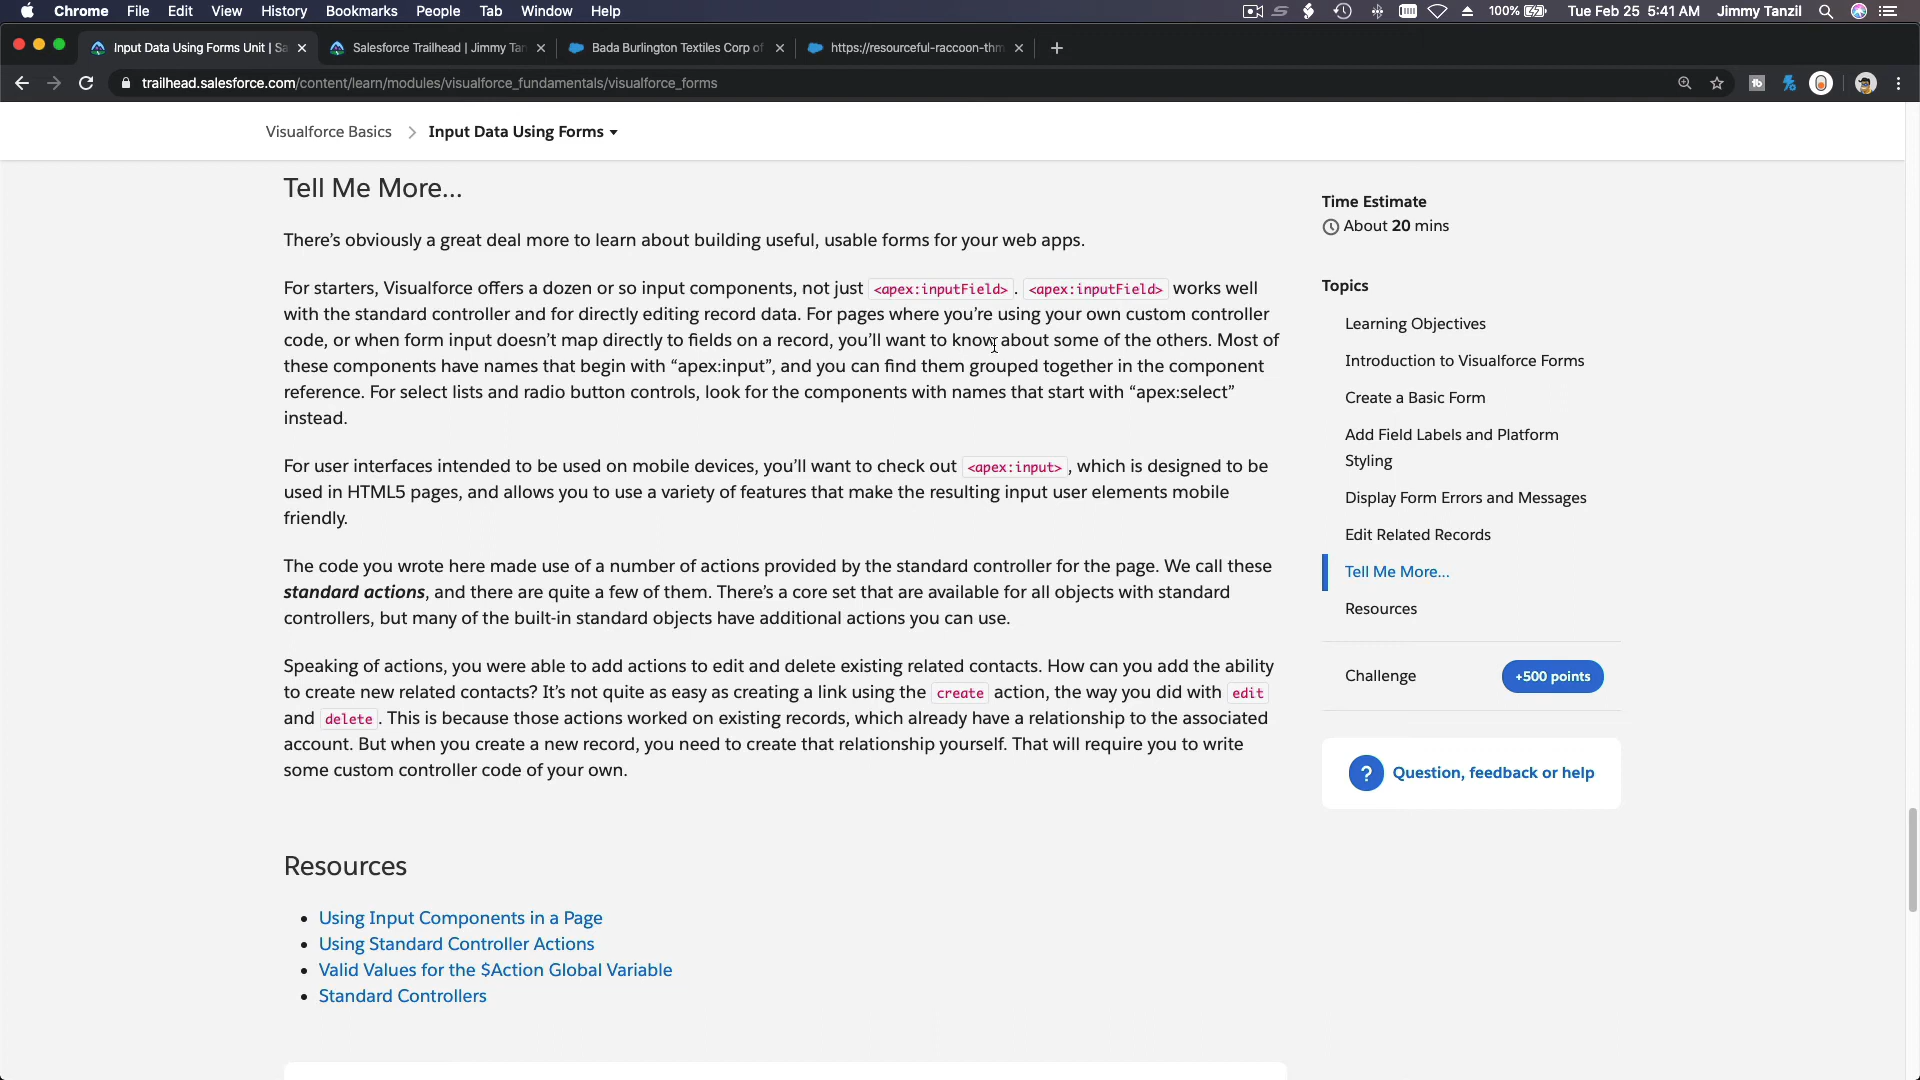 Chrome File Edit View History Bookmarks People Tab Window Help 100% Tue Feb 25 5:41 AM Jimmy Tanzil
Input Data Using Forms Unit | Sa Salesforce Trailhead | Jimmy Tan Bada Burlington Textiles Corp of https://resourceful-raccoon-thm
trailhead.salesforce.com/content/learn/modules/visualforce_fundamentals/visualforce_forms
Visualforce Basics > Input Data Using Forms
Tell Me More...
There's obviously a great deal more to learn about building useful, usable forms for your web apps.
For starters, Visualforce offers a dozen or so input components, not just <apex:inputField>. <apex:inputField> works well
with the standard controller and for directly editing record data. For pages where you're using your own custom controller
code, or when form input doesn't map directly to fields on a record, you'll want to know about some of the others. Most of
these components have names that begin with “apex:input”, and you can find them grouped together in the component
reference. For select lists and radio button controls, look for the components with names that start with “apex:select”
instead.
For user interfaces intended to be used on mobile devices, you'll want to check out <apex:input>, which is designed to be
used in HTML5 pages, and allows you to use a variety of features that make the resulting input user elements mobile
friendly.
The code you wrote here made use of a number of actions provided by the standard controller for the page. We call these
standard actions, and there are quite a few of them. There's a core set that are available for all objects with standard
controllers, but many of the built-in standard objects have additional actions you can use.
Speaking of actions, you were able to add actions to edit and delete existing related contacts. How can you add the ability
to create new related contacts? It's not quite as easy as creating a link using the create action, the way you did with edit
and delete. This is because those actions worked on existing records, which already have a relationship to the associated
account. But when you create a new record, you need to create that relationship yourself. That will require you to write
some custom controller code of your own.
Resources
Using Input Components in a Page
Using Standard Controller Actions
Valid Values for the $Action Global Variable
Standard Controllers
Time Estimate
About 20 mins
Topics
Learning Objectives
Introduction to Visualforce Forms
Create a Basic Form
Add Field Labels and Platform
Styling
Display Form Errors and Messages
Edit Related Records
Tell Me More...
Resources
Challenge +500 points
? Question, feedback or help